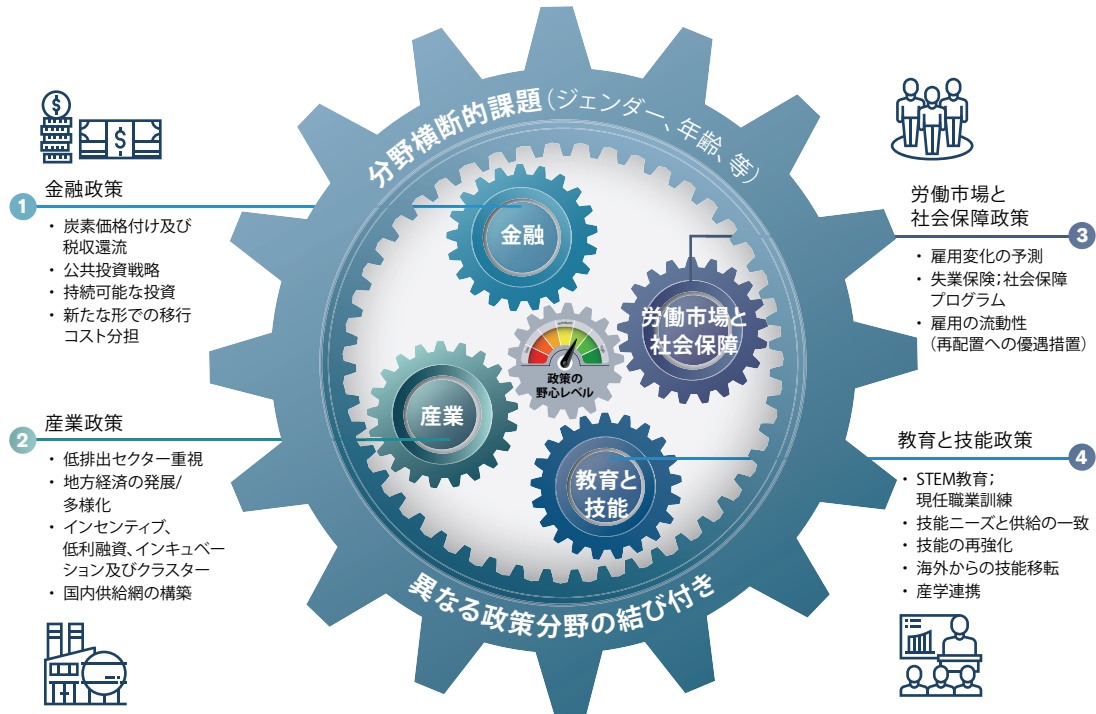 分野横断的課題(ジェンダー、年齢、等)
$
$
1
金融政策
・ 炭素価格付け及び
税収還流
・ 公共投資戦略
・ 持続可能な投資
・ 新たな形での移行
コスト分担
2
産業政策
・ 低排出セクター重視
・ 地方経済の発展/
多様化
・ インセンティブ、
低利融資、インキュベー
ション及びクラスター
・ 国内供給網の構築
金融
労働市場と
社会保障
政策の
野心レベル
産業
教育と
技能
異なる政策分野の結び付き
労働市場と
社会保障政策
3
・ 雇用変化の予測
・ 失業保険;社会保障
プログラム
・ 雇用の流動性
(再配置への優遇措置)
教育と技能政策
4
・ STEM教育;
現任職業訓練
・ 技能ニーズと供給の一致
・ 技能の再強化
・ 海外からの技能移転
・ 産学連携